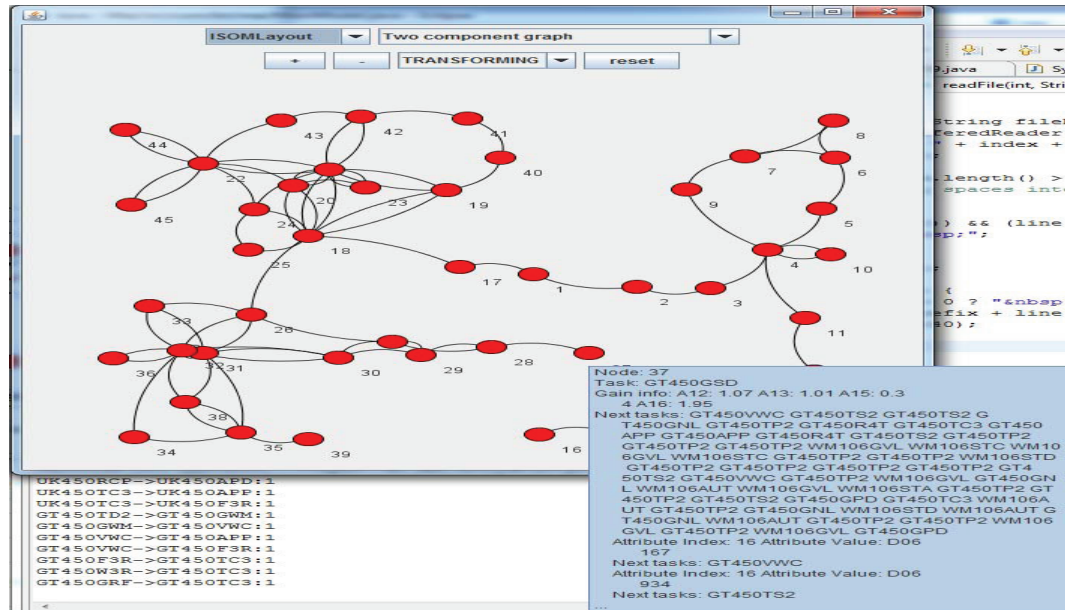 ISOMLayout Two component graph
+ - TRANSFORMING reset
43
42
41
44
22
20
23
19
40
45
24
18
25
8
7
6
9
5
4
10
17
1
2
3
11
26
33
32
31
36
30
29
28
38
34
35
39
16
9.java
readFile(int, Stri
String file
feredReader
" + index +
.length() >
spaces int
) && (line
sp;";
{
0 ? "&nbsp
efix + line
40);
Node: 37
Task: GT450GSD
Gain info: A12: 1.07 A13: 1.01 A15: 0.3
4 A16: 1.95
Next tasks: GT450VWC GT450TS2 GT450TS2 G
T450GNL GT450TP2 GT450R4T GT450TC3 GT450
APP GT450APP GT450R4T GT450TS2 GT450TP2
GT450TP2 GT450TP2 WM106GVL WM106STC WM10
6GVL WM106STC GT450TP2 GT450TP2 WM106STD
GT450TP2 GT450TP2 GT450TP2 GT450TP2 GT4
50TS2 GT450VWC GT450TP2 WM106GVL GT450GN
L WM106AUT WM106GVL WM106STA GT450TP2 GT
450TP2 GT450TS2 GT450GPD GT450TC3 WM106A
UT GT450TP2 GT450GNL WM106STD WM106AUT G
T450GNL WM106AUT GT450TP2 GT450TP2 WM106
GVL GT450TP2 WM106GVL GT450GPD
Attribute Index: 16 Attribute Value: D06
167
Next tasks: GT450VWC
Attribute Index: 16 Attribute Value: D06
934
Next tasks: GT450TS2
...
UK450RCP->UK450APD:1
UK450TC3->UK450APP:1
UK450TC3->UK450F3R:1
GT450TD2->GT450GWM:1
GT450GWM->GT450VWC:1
GT450VWC->GT450APP:1
GT450VWC->GT450F3R:1
GT450F3R->GT450TC3:1
GT450W3R->GT450TC3:1
GT450GRF->GT450TC3:1